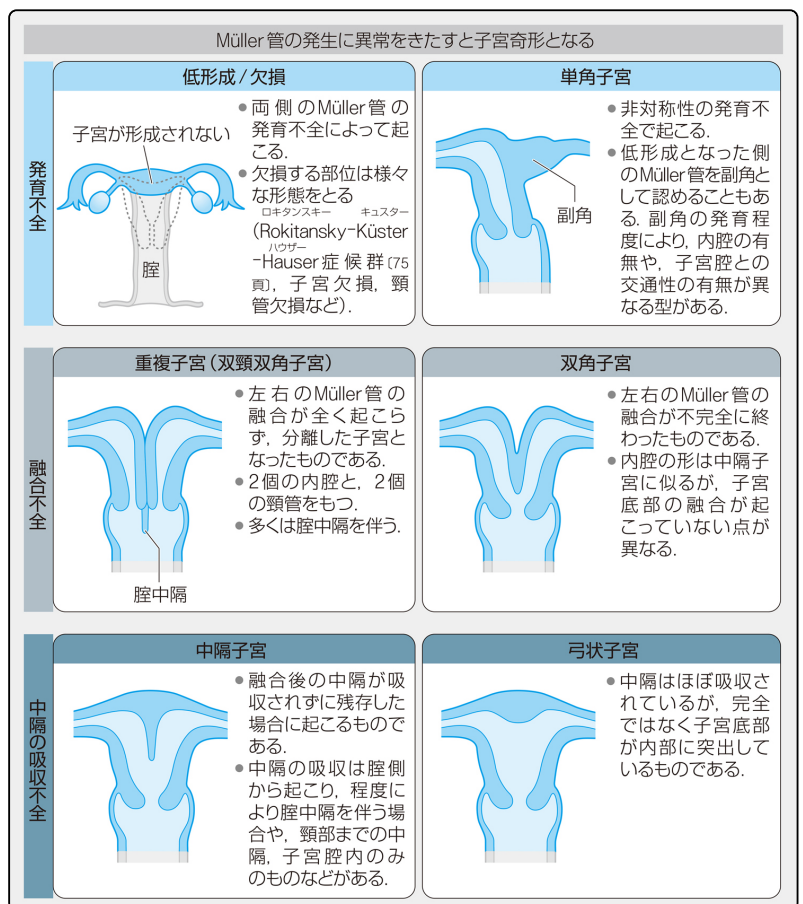 Müller管の発生に異常をきたすと子宮奇形となる
発育不全
低形成/欠損
子宮が形成されない
腟
●両側のMüller管の
発育不全によって起
こる.
●欠損する部位は様々
な形態をとる
ロキタンスキー キュスター
(Rokitansky-Küster
ハウザー
-Hauser症候群〔75
頁〕, 子宮欠損, 頸
管欠損など).
単角子宮
副角
●非対称性の発育不
全で起こる.
●低形成となった側
のMüller管を副角と
して認めることもあ
る. 副角の発育程
度により, 内腔の有
無や, 子宮腔との
交通性の有無が異
なる型がある.
融合不全
重複子宮(双頸双角子宮)
●左右のMüller管の
融合が全く起こら
ず, 分離した子宮と
なったものである.
●2個の内腔と, 2個
の頸管をもつ.
●多くは腟中隔を伴う.
腟中隔
双角子宮
●左右のMüller管の
融合が不完全に終
わったものである.
●内腔の形は中隔子
宮に似るが, 子宮
底部の融合が起
こっていない点が
異なる.
中隔の吸収不全
中隔子宮
●融合後の中隔が吸
収されずに残存した
場合に起こるもので
ある.
●中隔の吸収は腟側
から起こり, 程度に
より腟中隔を伴う場
合や, 頸部までの中
隔, 子宮腔内のみ
のものなどがある.
弓状子宮
●中隔はほぼ吸収さ
れているが, 完全
ではなく子宮底部
が内部に突出して
いるものである.